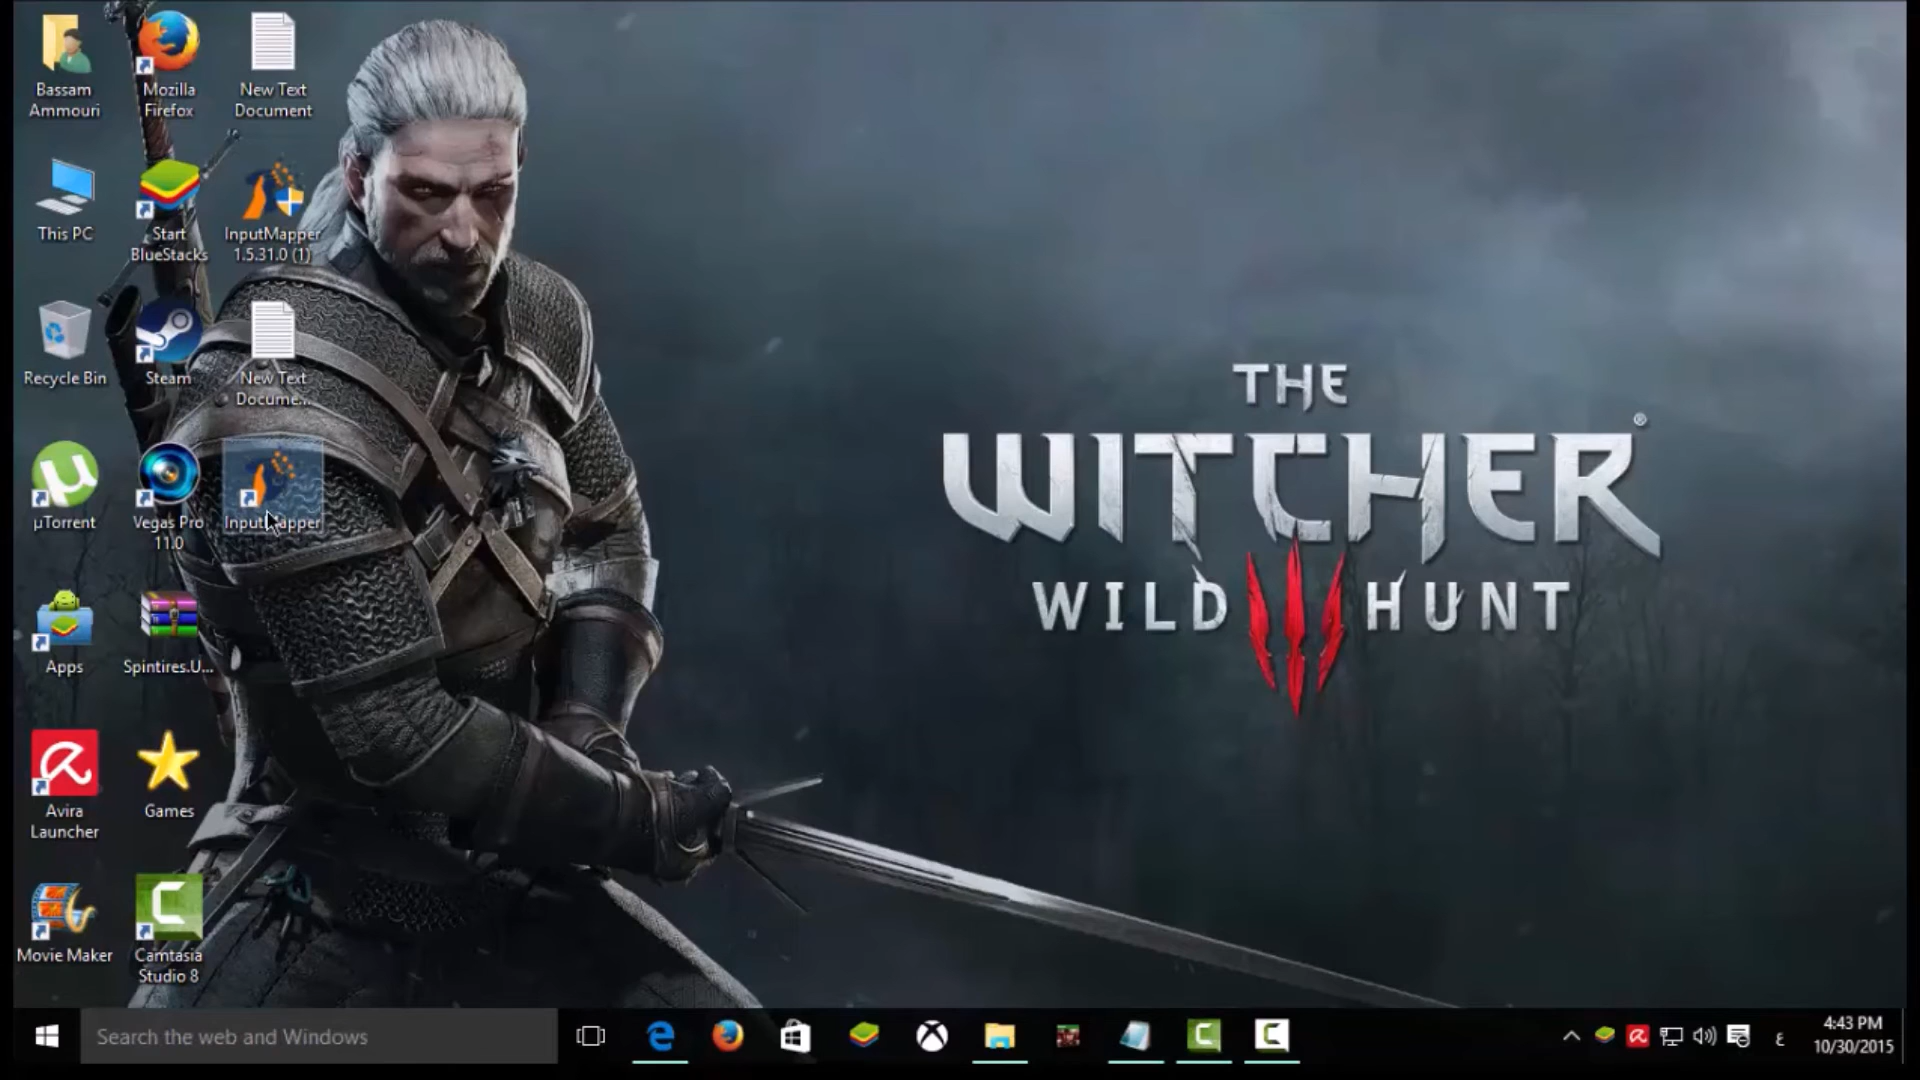 Bassam
Ammouri
Mozilla
Firefox
New Text
Document
This PC
Start
BlueStacks
InputMapper
1.5.31.0 (1)
Recycle Bin
Steam
New Text
Docume...
µTorrent
Vegas Pro
11.0
InputMapper
Apps
Spintires.U...
Avira
Launcher
Games
Movie Maker
Camtasia
Studio 8
THE
WITCHER
®
WILD HUNT
Search the web and Windows
ع
4:43 PM
10/30/2015